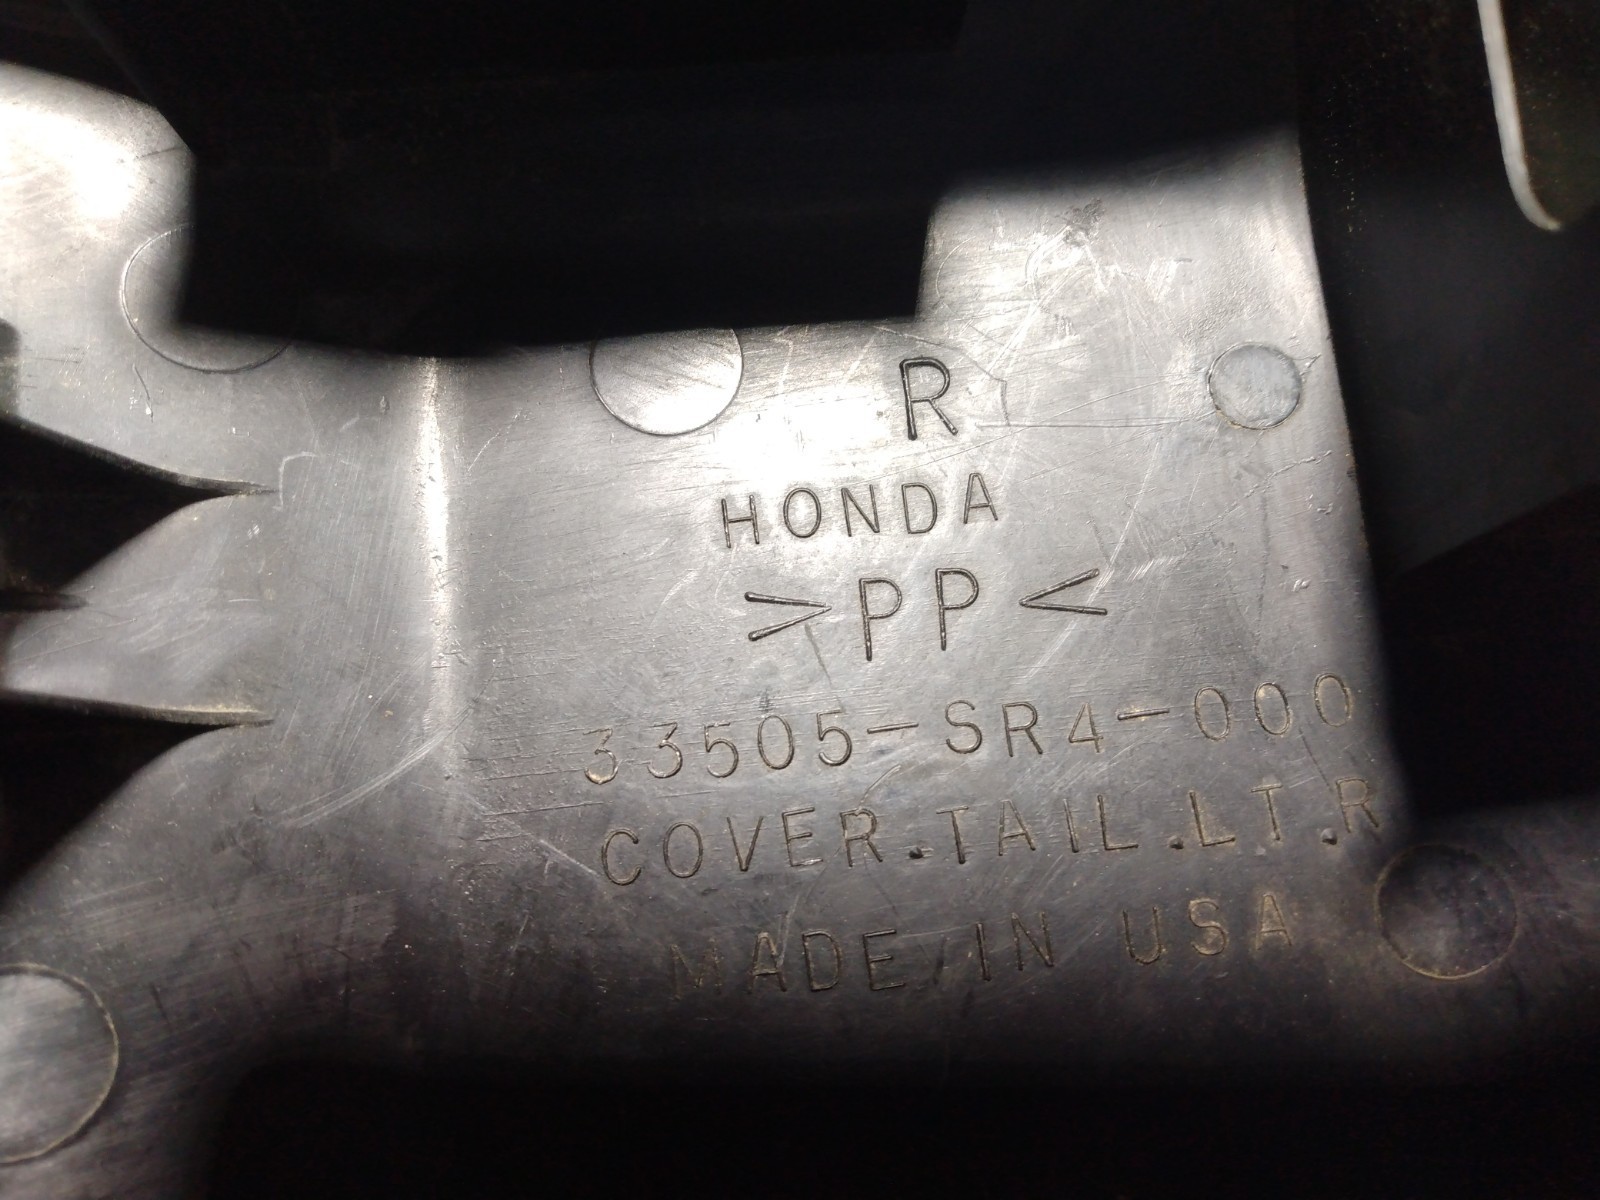 R
HONDA
>PP<
33505-SR4-000
COVER.TAIL.LT.R
MADE IN USA